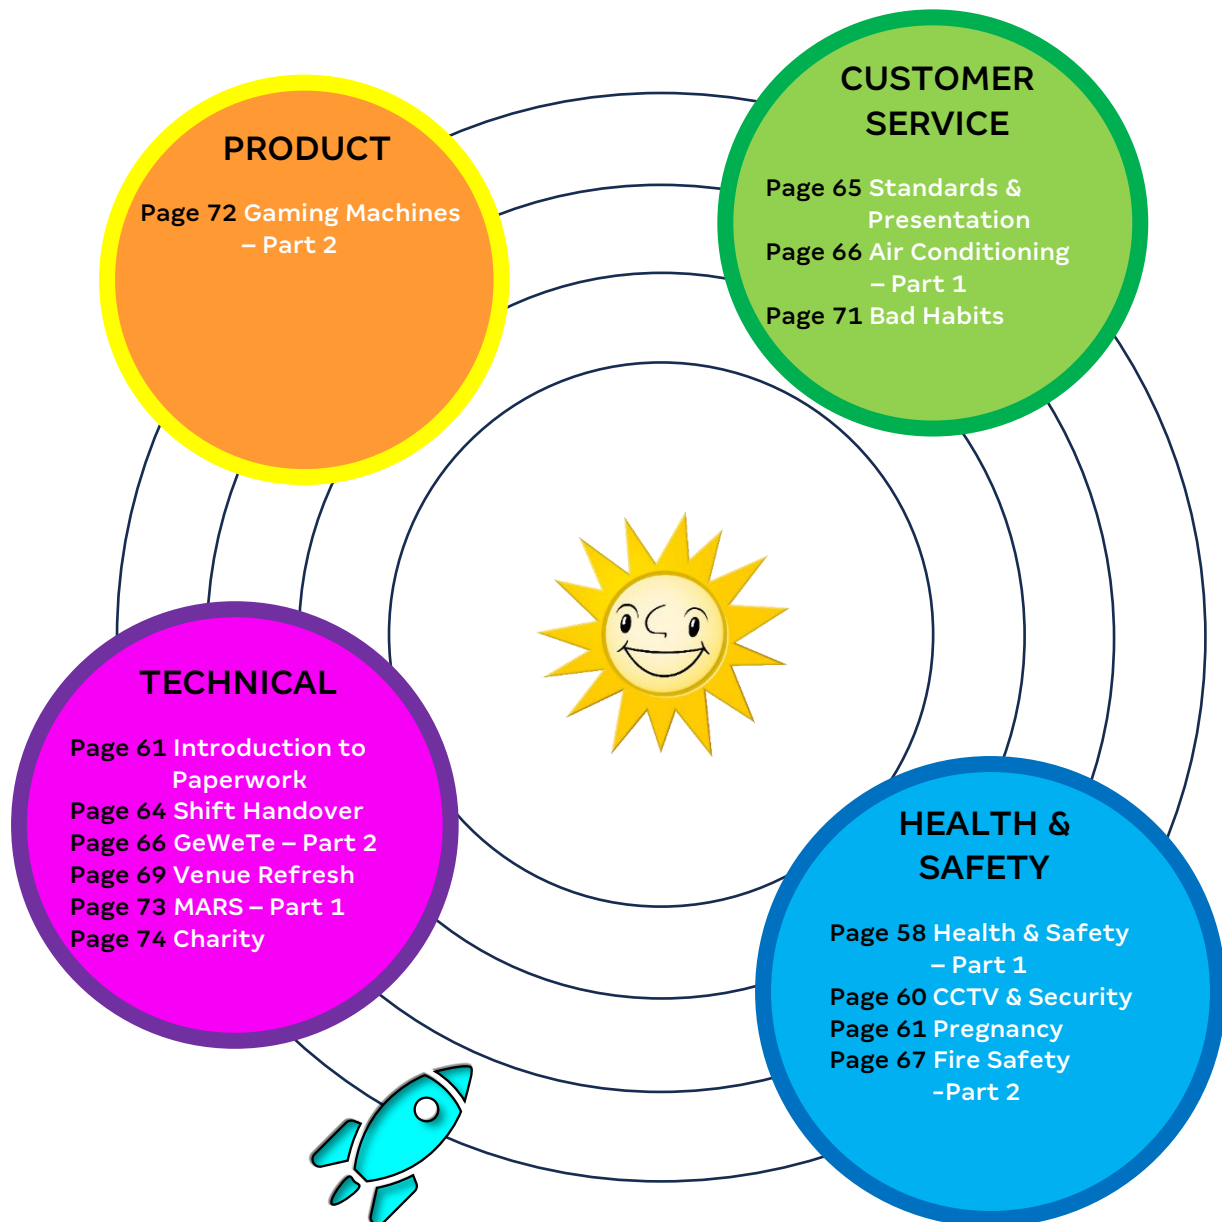 PRODUCT
Page 72 Gaming Machines
– Part 2
CUSTOMER
SERVICE
Page 65 Standards &
Presentation
Page 66 Air Conditioning
– Part 1
Page 71 Bad Habits
TECHNICAL
Page 61 Introduction to
Paperwork
Page 64 Shift Handover
Page 66 GeWeTe – Part 2
Page 69 Venue Refresh
Page 73 MARS – Part 1
Page 74 Charity
HEALTH &
SAFETY
Page 58 Health & Safety
– Part 1
Page 60 CCTV & Security
Page 61 Pregnancy
Page 67 Fire Safety
-Part 2